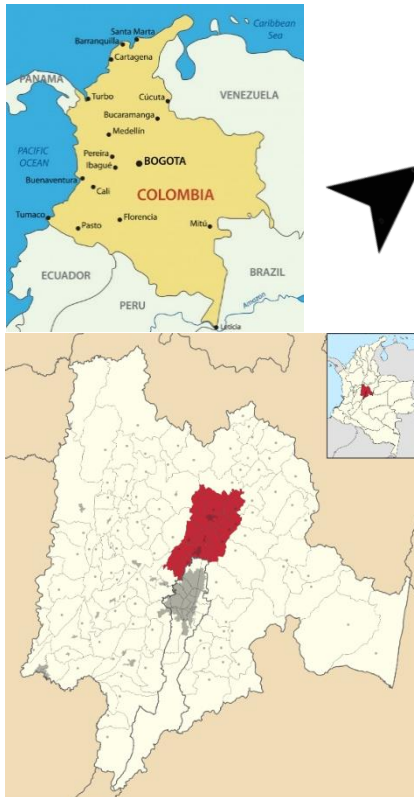 Caribbean
Sea
Santa Marta
Barranquilla
Cartagena
PANAMA
Turbo
Cúcuta
VENEZUELA
Bucaramanga
Medellín
PACIFIC
OCEAN
Pereira
BOGOTA
Ibagué
Buenaventura
Cali
COLOMBIA
Tumaco
Pasto
Florencia
Mitú
ECUADOR
BRAZIL
PERU
Amazon
Leticia